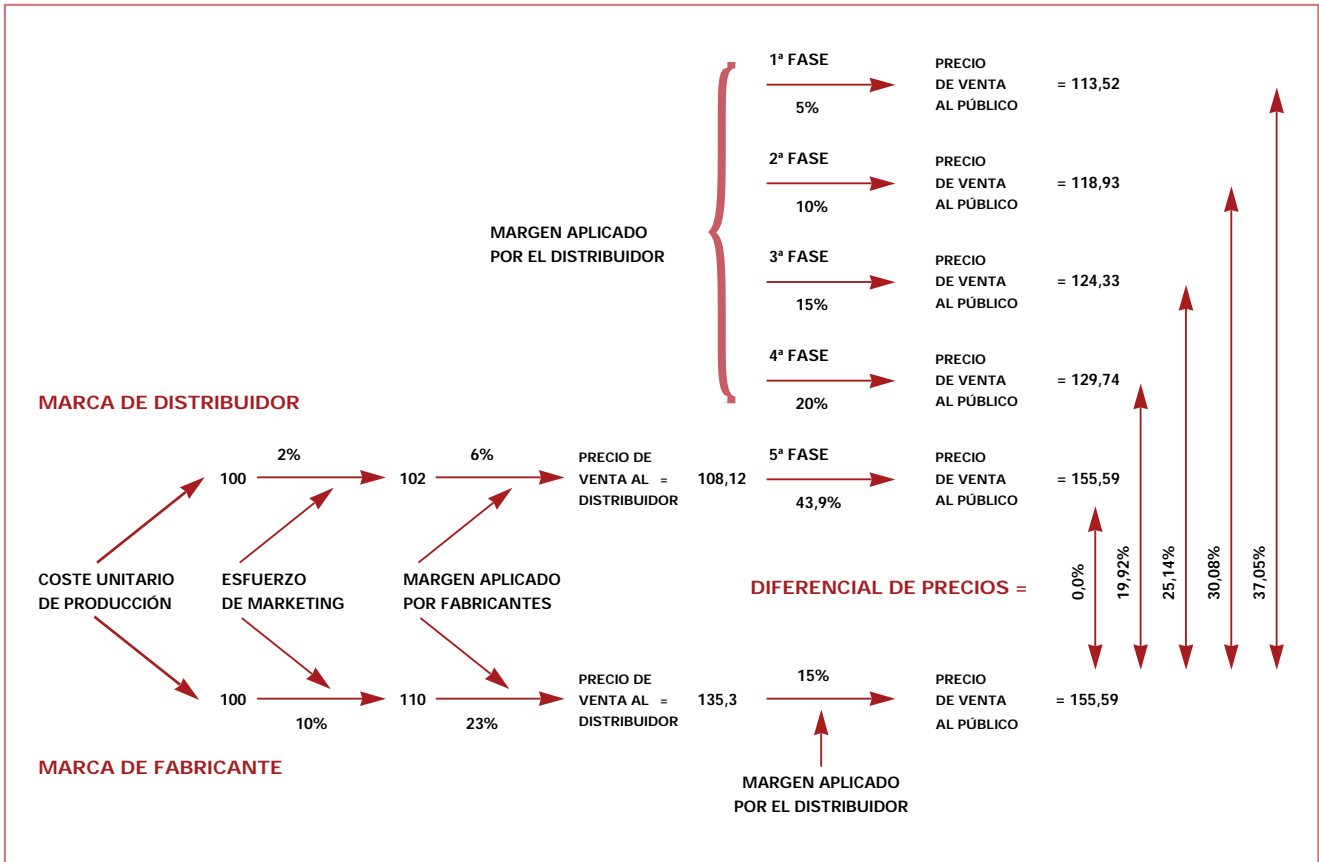 1ª FASE
5%
PRECIO
DE VENTA = 113,52
AL PÚBLICO
2ª FASE
10%
PRECIO
DE VENTA = 118,93
AL PÚBLICO
MARGEN APLICADO
POR EL DISTRIBUIDOR
3ª FASE
15%
PRECIO
DE VENTA = 124,33
AL PÚBLICO
4ª FASE
20%
PRECIO
DE VENTA = 129,74
AL PÚBLICO
MARCA DE DISTRIBUIDOR
100
2%
102
6%
PRECIO DE
VENTA AL = 108,12
DISTRIBUIDOR
5ª FASE
43,9%
PRECIO
DE VENTA = 155,59
AL PÚBLICO
COSTE UNITARIO
DE PRODUCCIÓN
ESFUERZO
DE MARKETING
MARGEN APLICADO
POR FABRICANTES
DIFERENCIAL DE PRECIOS =
0,0%
19,92%
25,14%
30,08%
37,05%
100
10%
110
23%
PRECIO DE
VENTA AL = 135,3
DISTRIBUIDOR
15%
PRECIO
DE VENTA = 155,59
AL PÚBLICO
MARCA DE FABRICANTE
MARGEN APLICADO
POR EL DISTRIBUIDOR